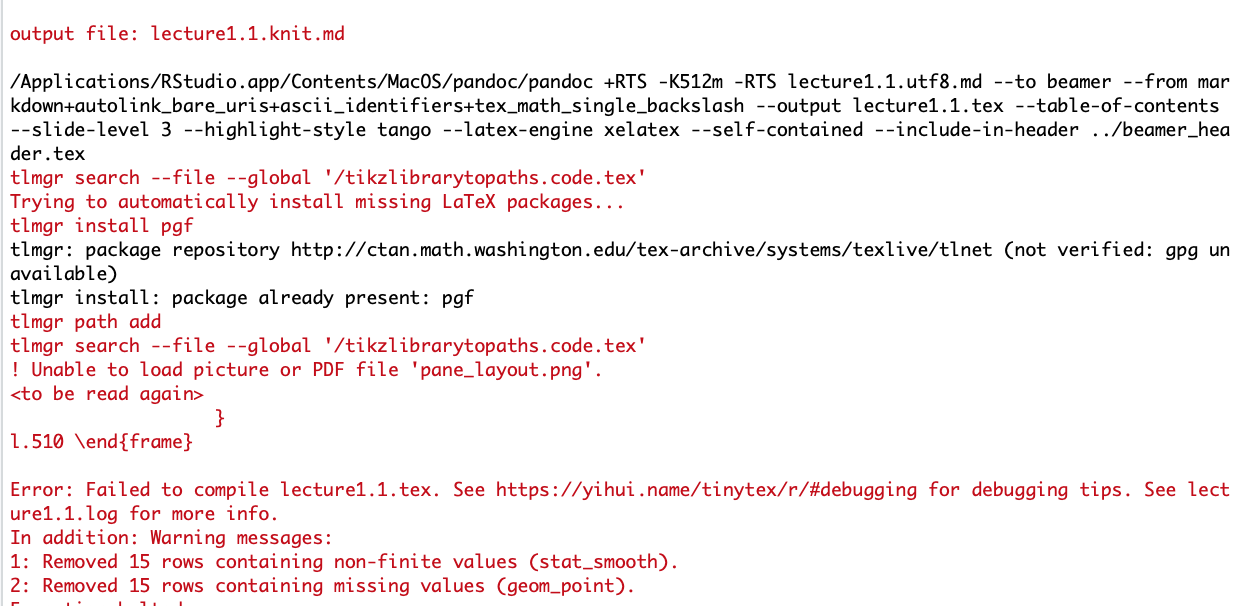 output file: lecture1.1.knit.md
/Applications/RStudio.app/Contents/MacOS/pandoc/pandoc +RTS -K512m -RTS lecture1.1.utf8.md --to beamer --from mar
kdown+autolink_bare_uris+ascii_identifiers+tex_math_single_backslash --output lecture1.1.tex --table-of-contents
--slide-level 3 --highlight-style tango --latex-engine xelatex --self-contained --include-in-header ../beamer_hea
der.tex
tlmgr search --file --global '/tikzlibrarytopaths.code.tex'
Trying to automatically install missing LaTeX packages...
tlmgr install pgf
tlmgr: package repository http://ctan.math.washington.edu/tex-archive/systems/texlive/tlnet (not verified: gpg un
available)
tlmgr install: package already present: pgf
tlmgr path add
tlmgr search --file --global '/tikzlibrarytopaths.code.tex'
! Unable to load picture or PDF file 'pane_layout.png'.
<to be read again>
}
l.510 \end{frame}
Error: Failed to compile lecture1.1.tex. See https://yihui.name/tinytex/r/#debugging for debugging tips. See lect
ure1.1.log for more info.
In addition: Warning messages:
1: Removed 15 rows containing non-finite values (stat_smooth).
2: Removed 15 rows containing missing values (geom_point).